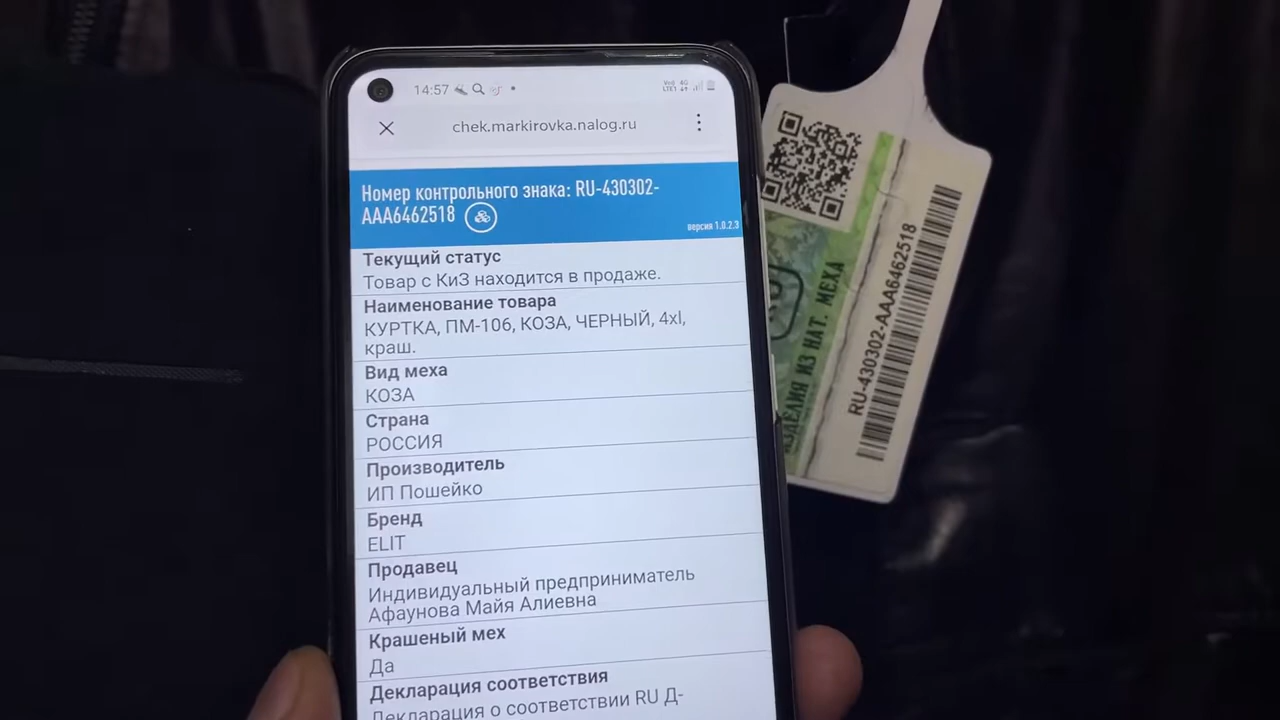 14:57
Vo) 4G
LTE1
chek.markirovka.nalog.ru
Номер контрольного знака: RU-430302-
AAA6462518
версия 1.0.2.3
Текущий статус
Товар с КиЗ находится в продаже.
Наименование товара
КУРТКА, ПМ-106, КОЗА, ЧЕРНЫЙ, 4xl,
краш.
Вид меха
КОЗА
Страна
РОССИЯ
Производитель
ИП Пошейко
Бренд
ELIT
Продавец
Индивидуальный предприниматель
Афаунова Майя Алиевна
Крашеный мех
Да
Декларация соответствия
Декларация о соответствии RU Д-
ИЗДЕЛИЯ ИЗ НАТ. МЕХА
RU-430302-AAA6462518